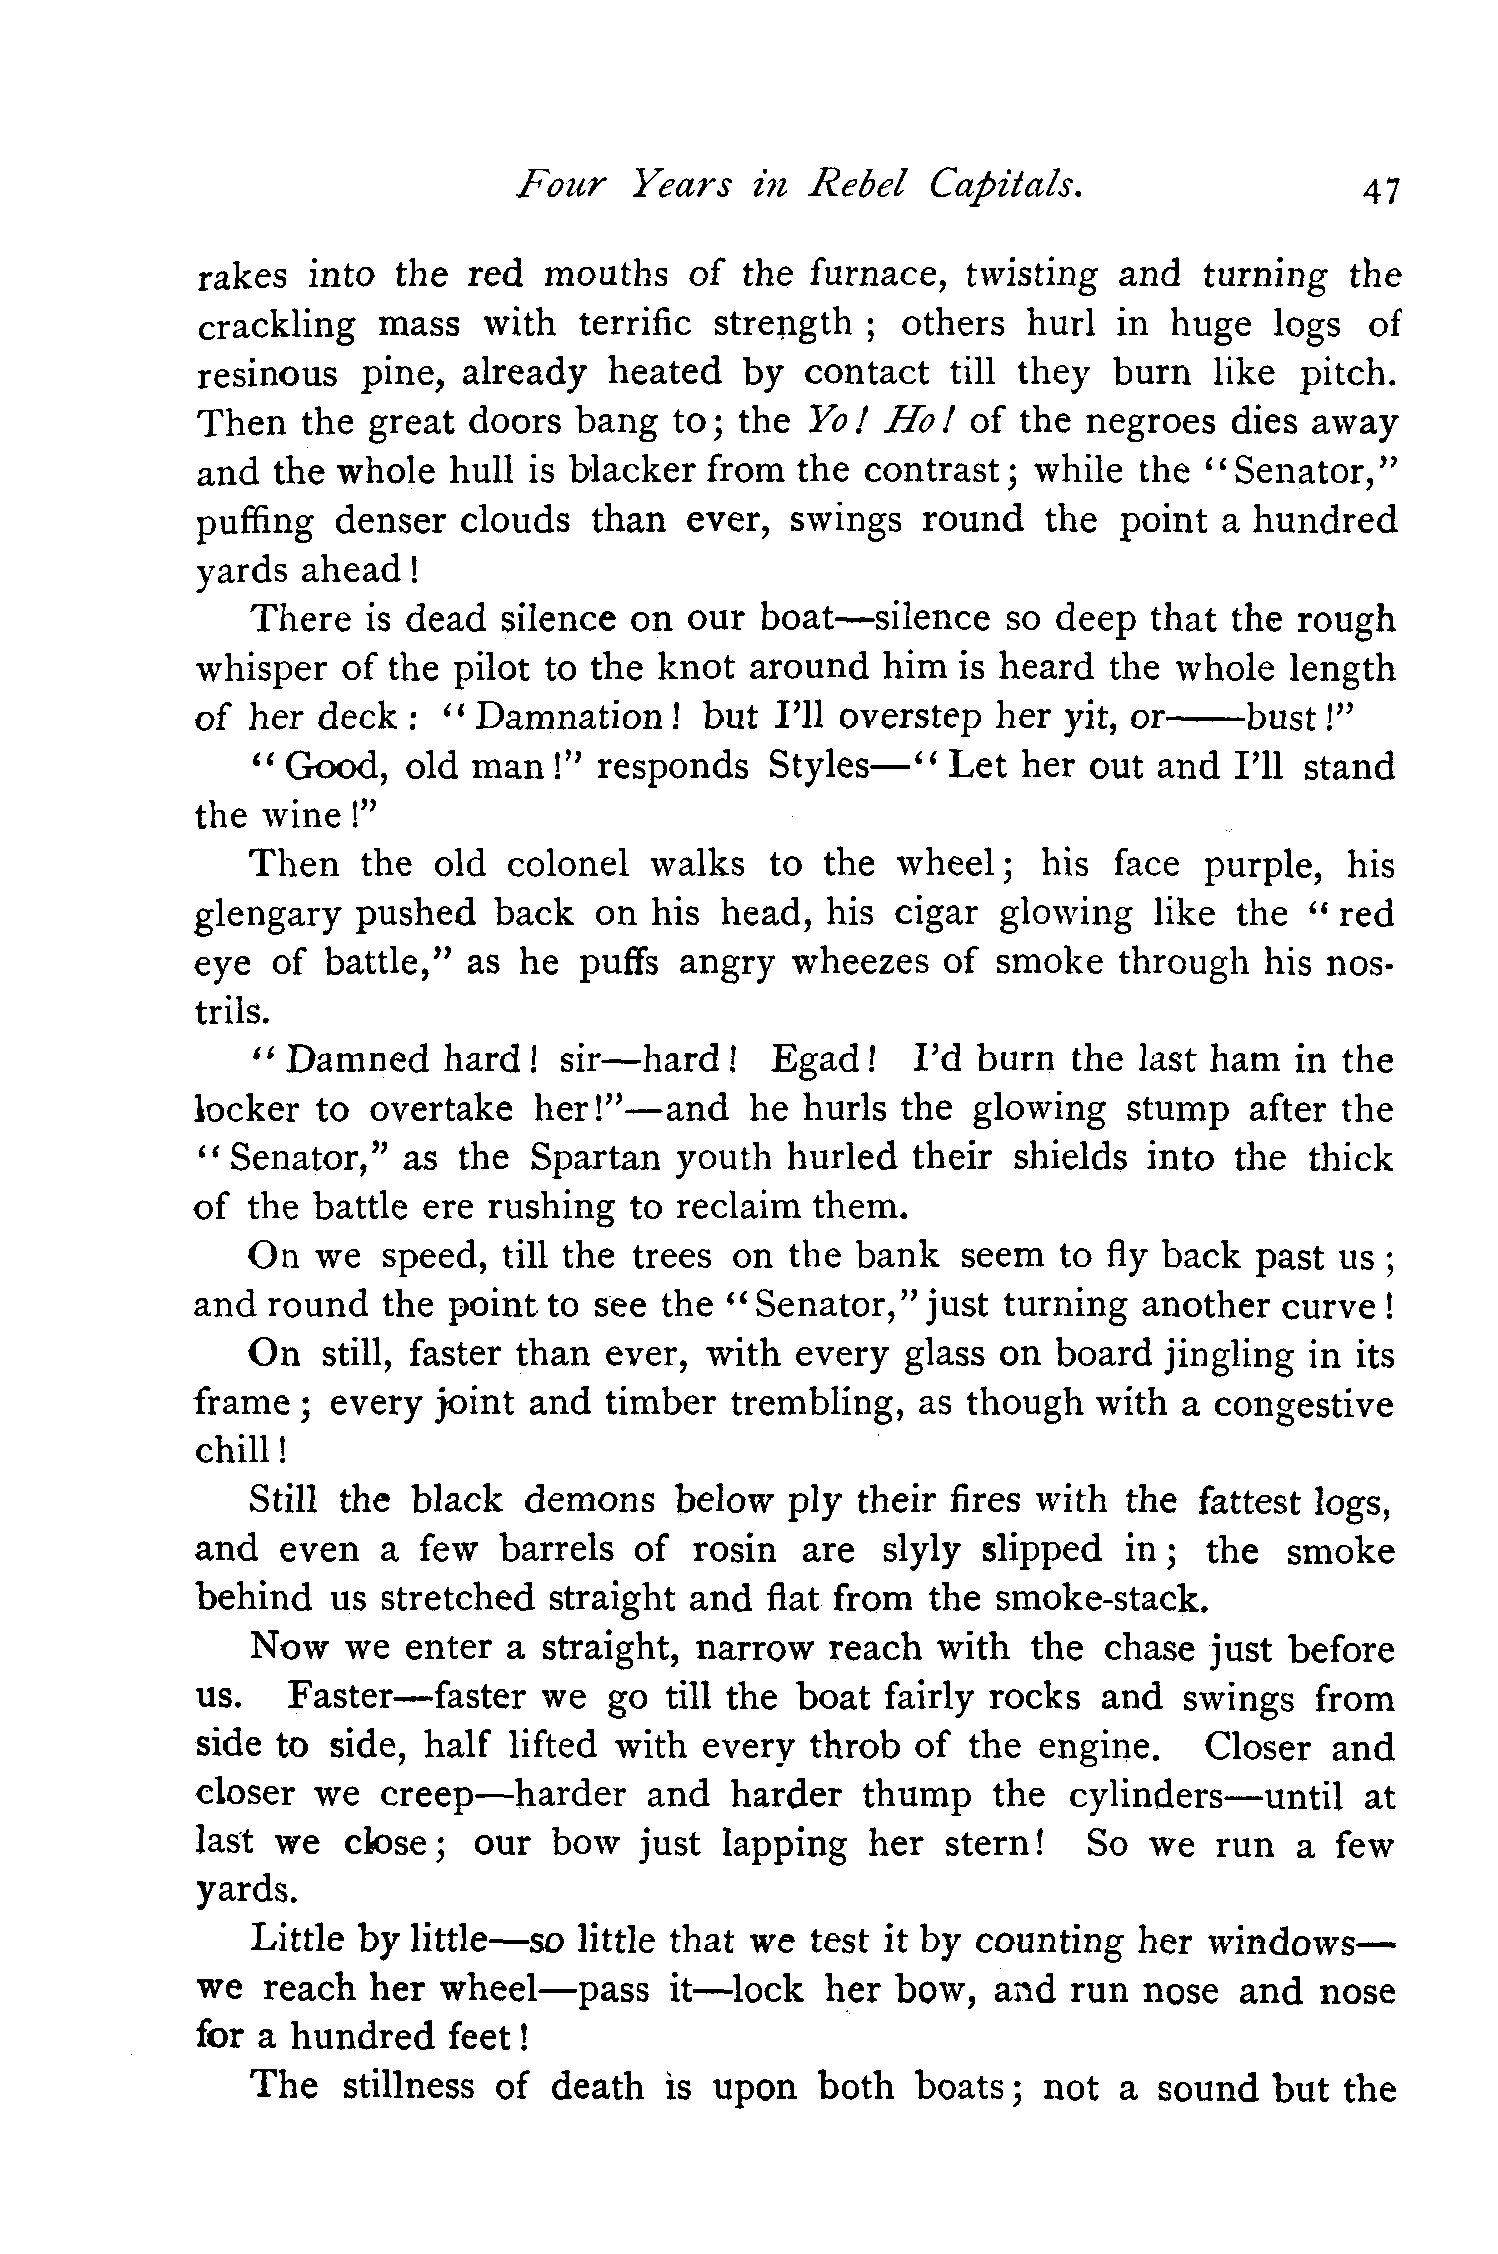 Four Years in Rebel Capitals. 47
rakes into the red mouths of the furnace, twisting and turning the
crackling mass with terrific strength ; others hurl in huge logs of
resinous pine, already heated by contact till they burn like pitch.
Then the great doors bang to; the Yo! Ho! of the negroes dies away
and the whole hull is blacker from the contrast; while the "Senator,"
puffing denser clouds than ever, swings round the point a hundred
yards ahead!
There is dead silence on our boat—silence so deep that the rough
whisper of the pilot to the knot around him is heard the whole length
of her deck : "Damnation! but I'll overstep her yit, or——bust!"
"Good, old man!" responds Styles—"Let her out and I'll stand
the wine!"
Then the old colonel walks to the wheel; his face purple, his
glengary pushed back on his head, his cigar glowing like the "red
eye of battle," as he puffs angry wheezes of smoke through his nos-
trils.
"Damned hard! sir—hard! Egad! I'd burn the last ham in the
locker to overtake her!"—and he hurls the glowing stump after the
"Senator," as the Spartan youth hurled their shields into the thick
of the battle ere rushing to reclaim them.
On we speed, till the trees on the bank seem to fly back past us ;
and round the point to see the "Senator," just turning another curve!
On still, faster than ever, with every glass on board jingling in its
frame ; every joint and timber trembling, as though with a congestive
chill!
Still the black demons below ply their fires with the fattest logs,
and even a few barrels of rosin are slyly slipped in; the smoke
behind us stretched straight and flat from the smoke-stack.
Now we enter a straight, narrow reach with the chase just before
us. Faster—faster we go till the boat fairly rocks and swings from
side to side, half lifted with every throb of the engine. Closer and
closer we creep—harder and harder thump the cylinders—until at
last we close; our bow just lapping her stern! So we run a few
yards.
Little by little—so little that we test it by counting her windows—
we reach her wheel—pass it—lock her bow, and run nose and nose
for a hundred feet!
The stillness of death is upon both boats; not a sound but the